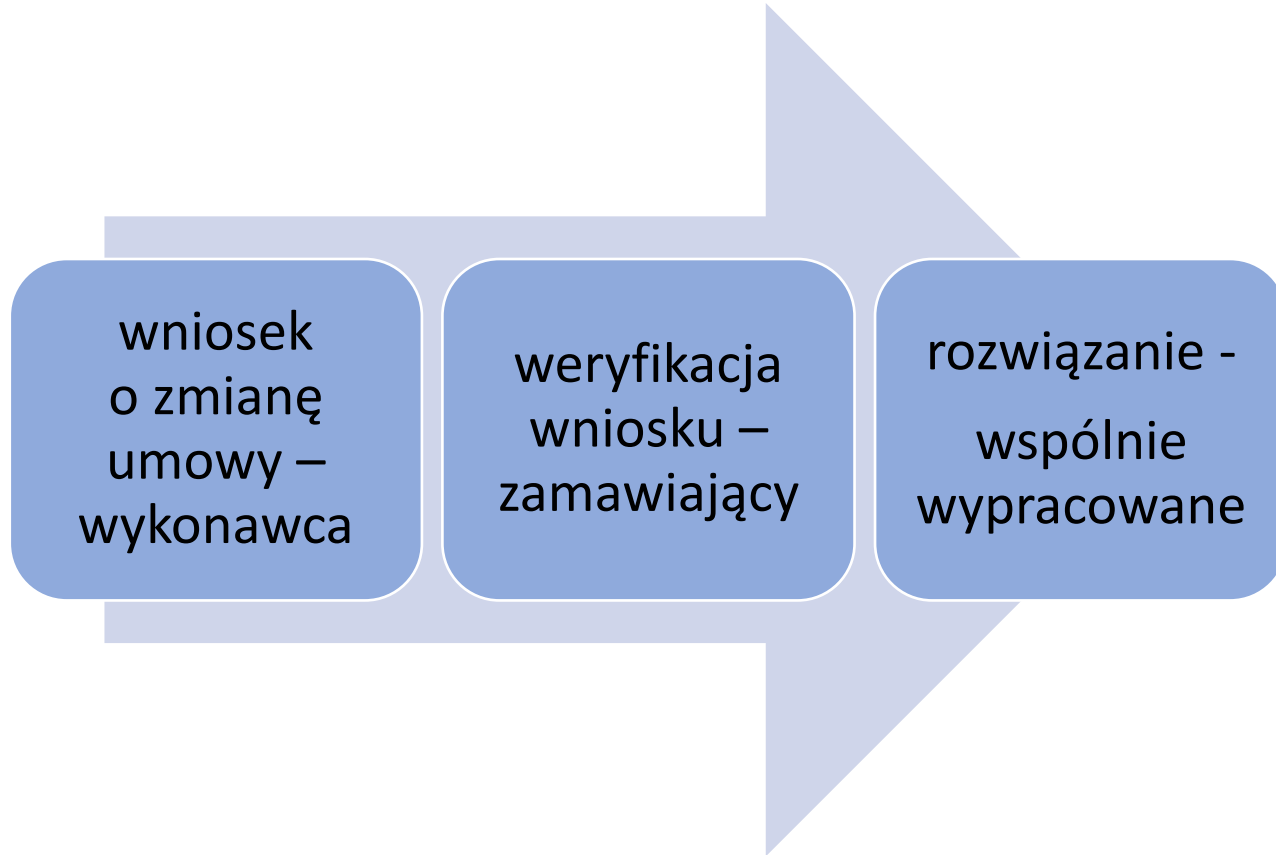 wniosek
o zmianę
umowy –
wykonawca
weryfikacja
wniosku –
zamawiający
rozwiązanie -
wspólnie
wypracowane